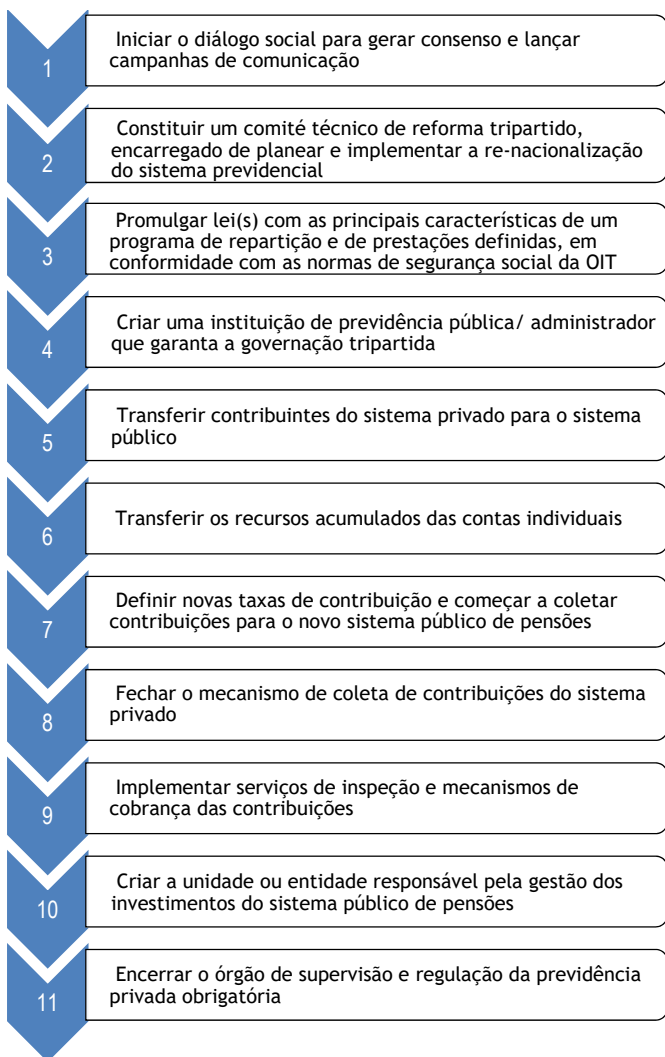 1
Iniciar o diálogo social para gerar consenso e lançar
campanhas de comunicação
2
Constituir um comité técnico de reforma tripartido,
encarregado de planear e implementar a re-nacionalização
do sistema previdencial
3
Promulgar lei(s) com as principais características de um
programa de repartição e de prestações definidas, em
conformidade com as normas de segurança social da OIT
4
Criar uma instituição de previdência pública/ administrador
que garanta a governação tripartida
5
Transferir contribuintes do sistema privado para o sistema
público
6
Transferir os recursos acumulados das contas individuais
7
Definir novas taxas de contribuição e começar a coletar
contribuições para o novo sistema público de pensões
8
Fechar o mecanismo de coleta de contribuições do sistema
privado
9
Implementar serviços de inspeção e mecanismos de
cobrança das contribuições
10
Criar a unidade ou entidade responsável pela gestão dos
investimentos do sistema público de pensões
11
Encerrar o órgão de supervisão e regulação da previdência
privada obrigatória